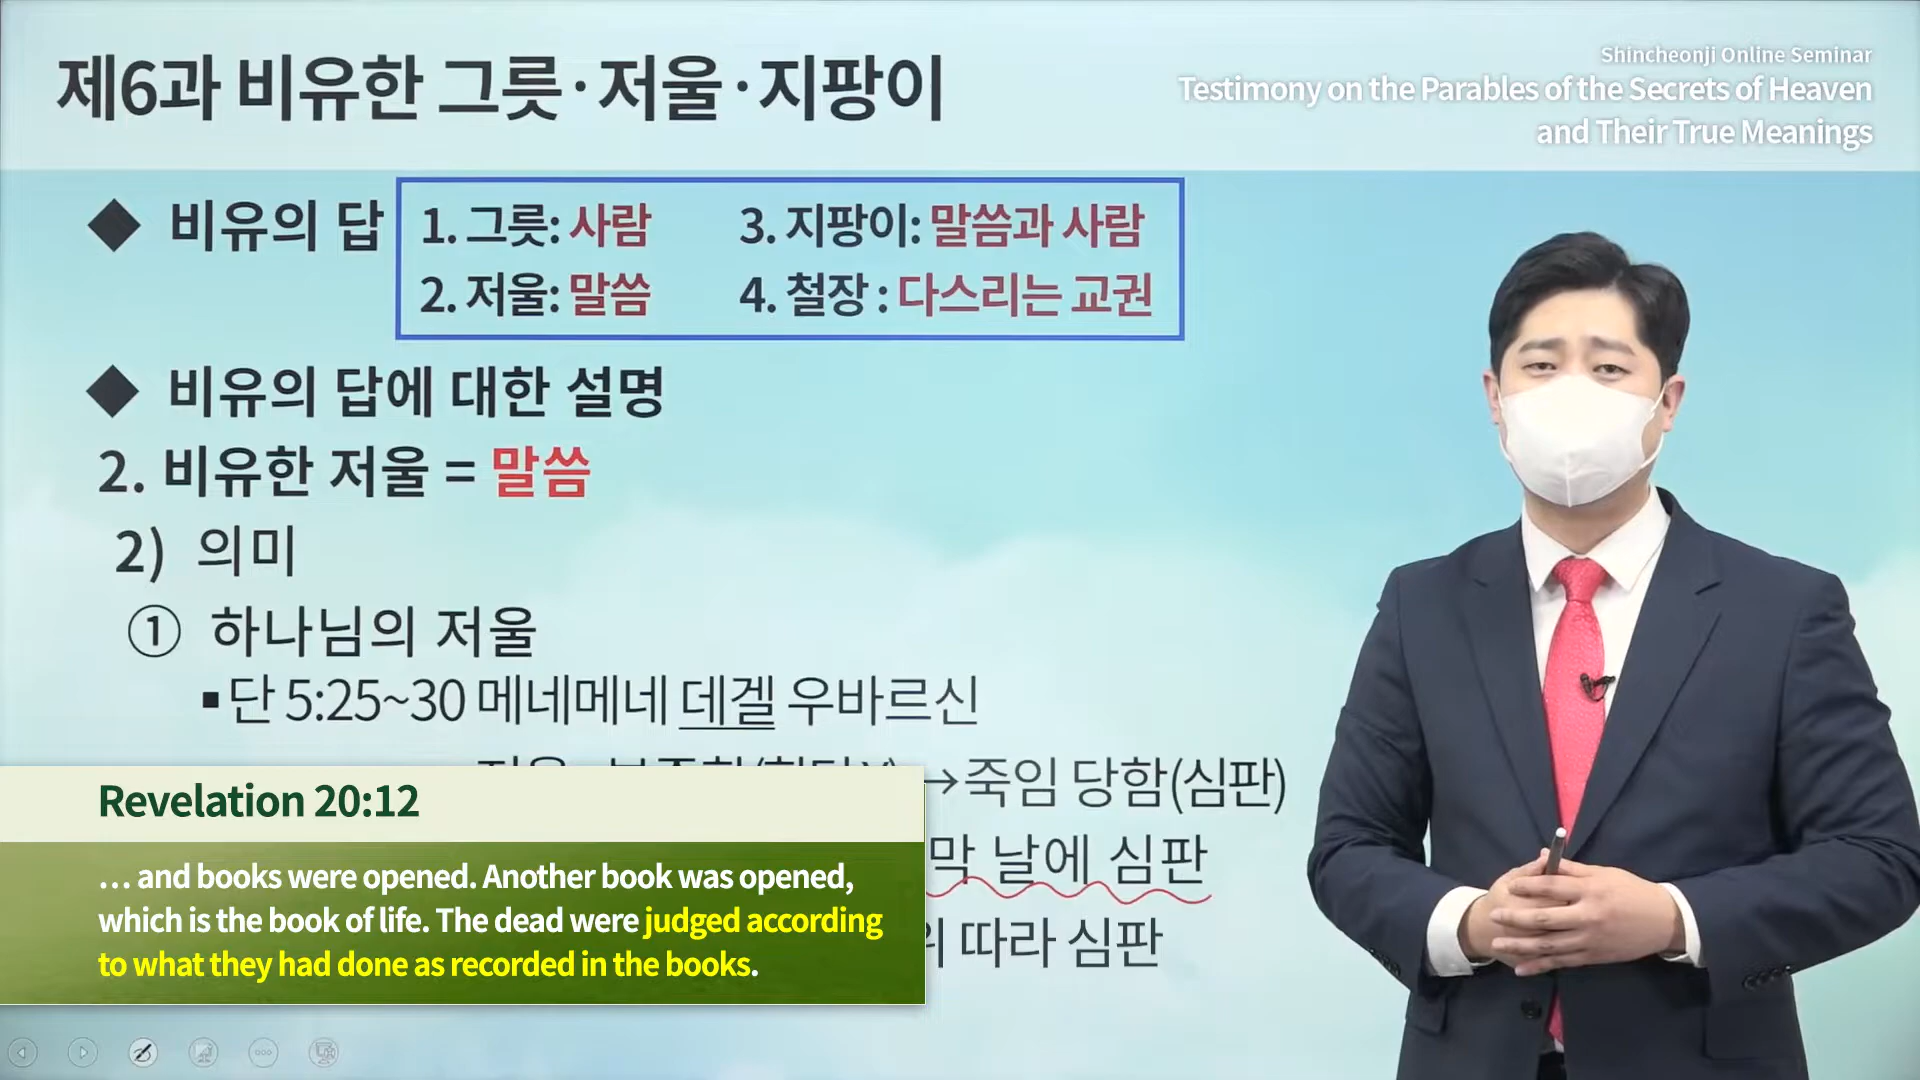 제6과 비유한 그릇·저울·지팡이
Shincheonji Online Seminar
Testimony on the Parables of the Secrets of Heaven
and Their True Meanings
◆ 비유의 답
1. 그릇: 사람 3. 지팡이: 말씀과 사람
2. 저울: 말씀 4. 철장 : 다스리는 교권
◆ 비유의 답에 대한 설명
2. 비유한 저울 = 말씀
2) 의미
① 하나님의 저울
▪단 5:25~30 메네메네 데겔 우바르신
→죽임 당함(심판)
막 날에 심판
따라 심판
Revelation 20:12
… and books were opened. Another book was opened,
which is the book of life. The dead were judged according
to what they had done as recorded in the books.